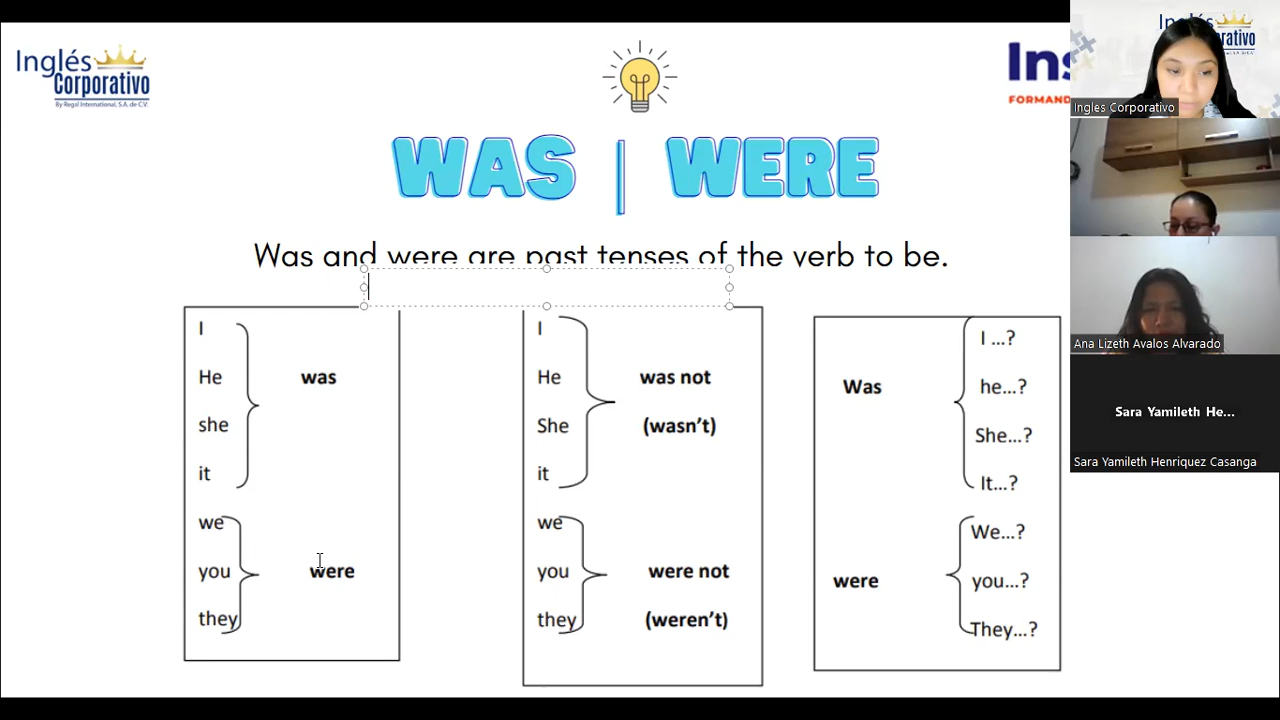 Inglés
Corporativo
By Regal International, S.A. de C.V.
Ins
FORMAND
WAS | WERE
Was and were are past tenses of the verb to be.
I
He
she
it
was
we
you
they
were
I
He
She
it
was not
(wasn't)
we
you
they
were not
(weren't)
Was
I ...?
he...?
She...?
It...?
were
We...?
you...?
They...?
Inglés
orativo
Ingles Corporativo
Ana Lizeth Avalos Alvarado
Sara Yamileth He...
Sara Yamileth Henriquez Casanga